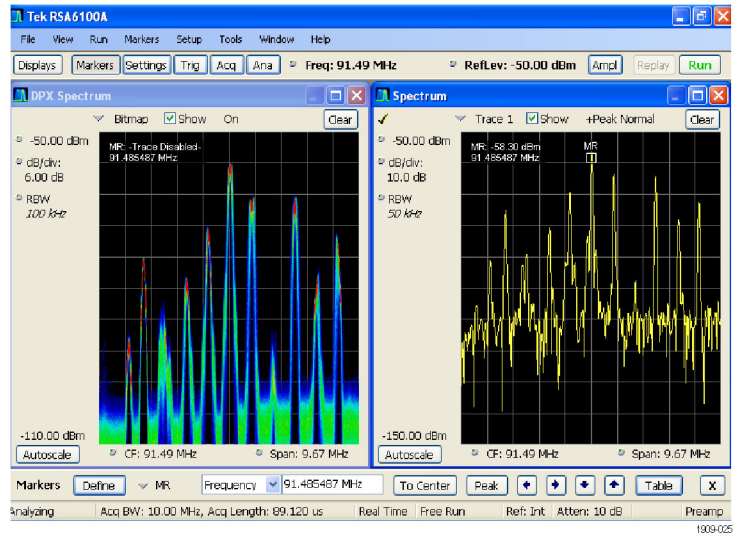 Tek RSA6100A
File View Run Markers Setup Tools Window Help
Displays Markers Settings Trig Acq Ana Freq: 91.49 MHz RefLev: -50.00 dBm Ampl Replay Run
DPX Spectrum
Bitmap Show On Clear
-50.00 dBm
dB/div:
6.00 dB
RBW
100 kHz
MR: -Trace Disabled-
91.485487 MHz
-110.00 dBm
Autoscale CF: 91.49 MHz Span: 9.67 MHz
Spectrum
Trace 1 Show +Peak Normal Clear
-50.00 dBm
dB/div:
10.0 dB
RBW
50 kHz
MR: -58.30 dBm
91.485487 MHz
MR
-150.00 dBm
Autoscale CF: 91.49 MHz Span: 9.67 MHz
Markers Define MR Frequency 91.485487 MHz To Center Peak Table X
Analyzing Acq BW: 10.00 MHz, Acq Length: 89.120 us Real Time Free Run Ref: Int Atten: 10 dB Preamp
1909-025